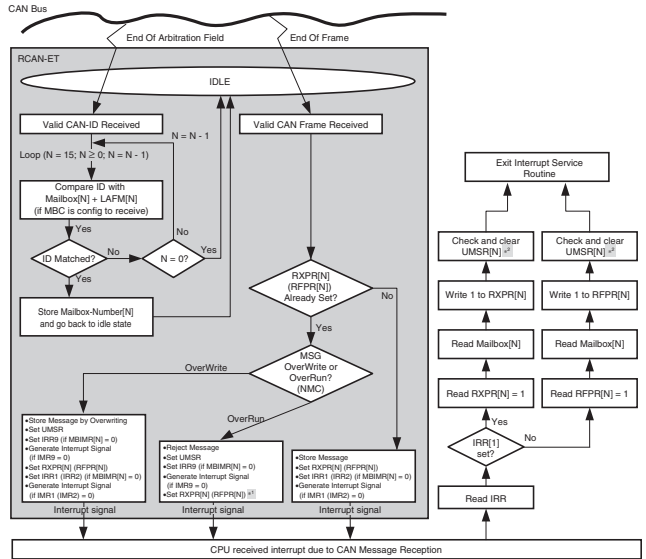 CAN Bus
End Of Arbitration Field
End Of Frame
RCAN-ET
IDLE
Valid CAN-ID Received
Valid CAN Frame Received
N = N - 1
Loop (N = 15; N ≥ 0; N = N - 1)
Compare ID with
Mailbox[N] + LAFM[N]
(if MBC is config to receive)
Yes
No
ID Matched?
No
N = 0?
Yes
Yes
Store Mailbox-Number[N]
and go back to idle state
RXPR[N]
(RFPR[N])
Already Set?
No
Yes
MSG
OverWrite or
OverRun?
(NMC)
OverWrite
OverRun
•Store Message by Overwriting
•Set UMSR
•Set IRR9 (if MBIMR[N] = 0)
•Generate Interrupt Signal
(if IMR9 = 0)
•Set RXPR[N] (RFPR[N])
•Set IRR1 (IRR2) (if MBIMR[N] = 0)
•Generate Interrupt Signal
(if IMR1 (IMR2) = 0)
•Reject Message
•Set UMSR
•Set IRR9 (if MBIMR[N] = 0)
•Generate Interrupt Signal
(if IMR9 = 0)
•Set RXPR[N] (RFPR[N]) *1
•Store Message
•Set RXPR[N] (RFPR[N])
•Set IRR1 (IRR2) (if MBIMR[N] = 0)
•Generate Interrupt Signal
(if IMR1 (IMR2) = 0)
Interrupt signal
Interrupt signal
Interrupt signal
Exit Interrupt Service
Routine
Check and clear
UMSR[N] *2
Check and clear
UMSR[N] *2
Write 1 to RXPR[N]
Write 1 to RFPR[N]
Read Mailbox[N]
Read Mailbox[N]
Read RXPR[N] = 1
Read RFPR[N] = 1
Yes
IRR[1]
set?
No
Read IRR
CPU received interrupt due to CAN Message Reception